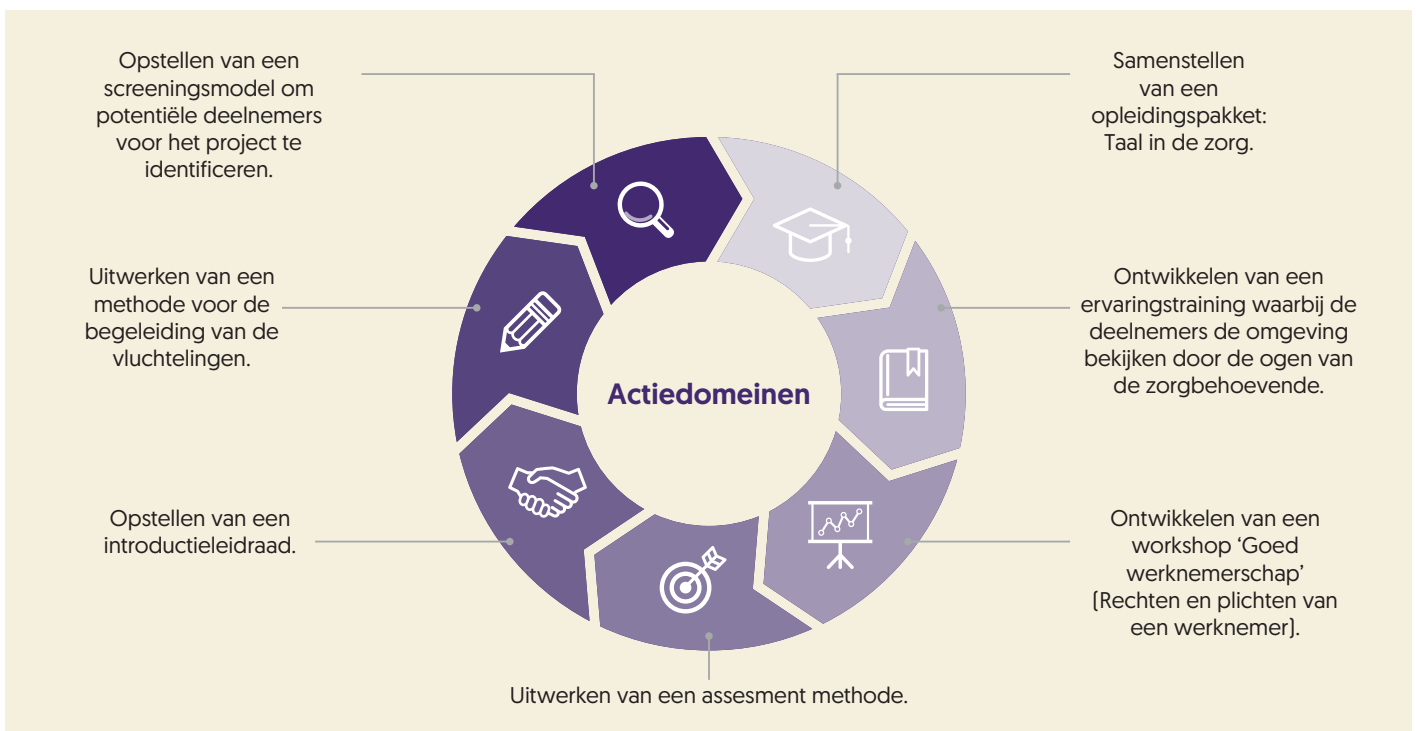 Opstellen van een
screeningsmodel om
potentiële deelnemers
voor het project te
identificeren.
Samenstellen
van een
opleidingspakket:
Taal in de zorg.
Uitwerken van een
methode voor de
begeleiding van de
vluchtelingen.
Ontwikkelen van een
ervaringstraining waarbij de
deelnemers de omgeving
bekijken door de ogen van
de zorgbehoevende.
Actiedomeinen
Opstellen van een
introductieleidraad.
Ontwikkelen van een
workshop ‘Goed
werknemerschap’
(Rechten en plichten van
een werknemer).
Uitwerken van een assesment methode.